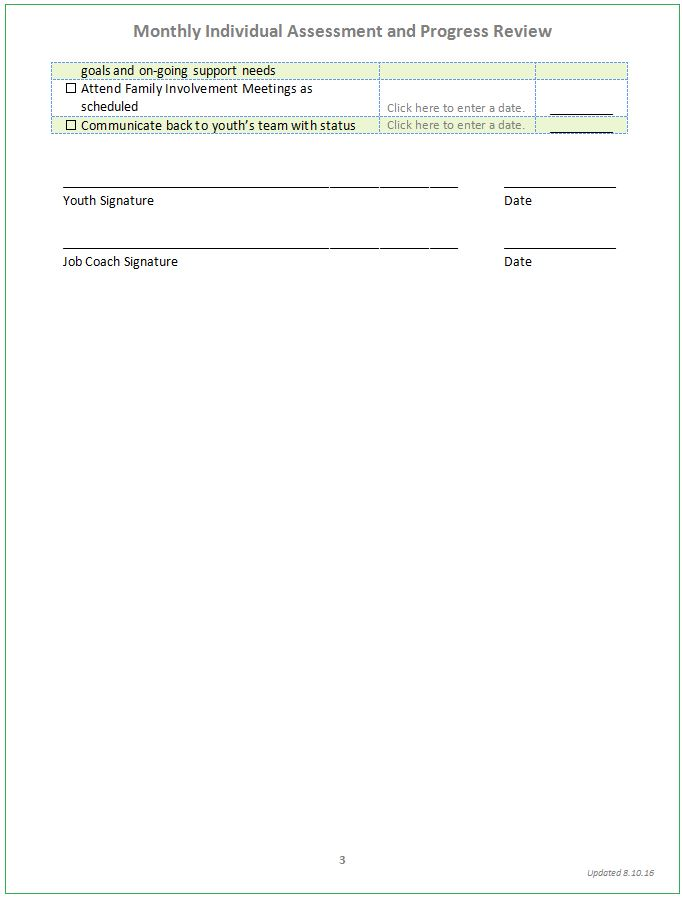 Monthly Individual Assessment and Progress Review
goals and on-going support needs
☐ Attend Family Involvement Meetings as
scheduled Click here to enter a date. __________
☐ Communicate back to youth's team with status Click here to enter a date. __________
Youth Signature Date
Job Coach Signature Date
3
Updated 8.10.16